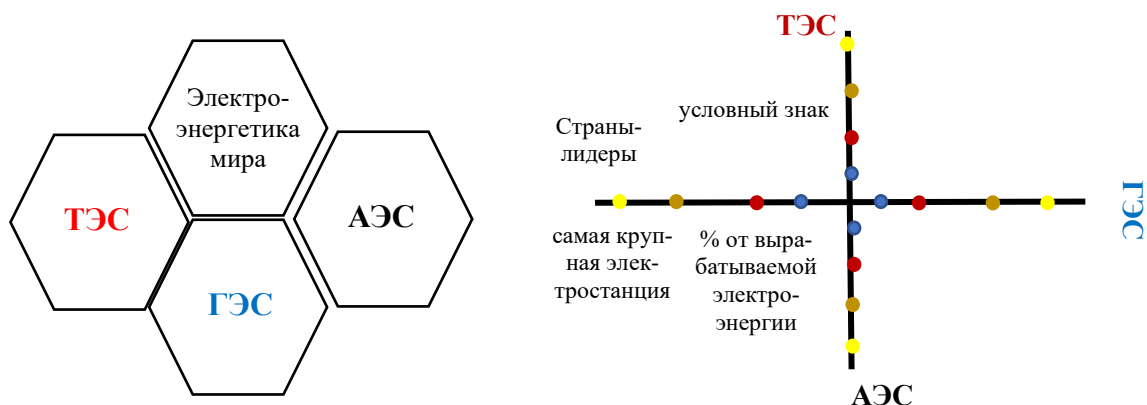 Электро-
энергетика
мира
ТЭС
АЭС
ГЭС
ТЭС
условный знак
Страны-
лидеры
ГЭС
самая круп-
ная элек-
тростанция
% от выра-
батываемой
электро-
энергии
АЭС